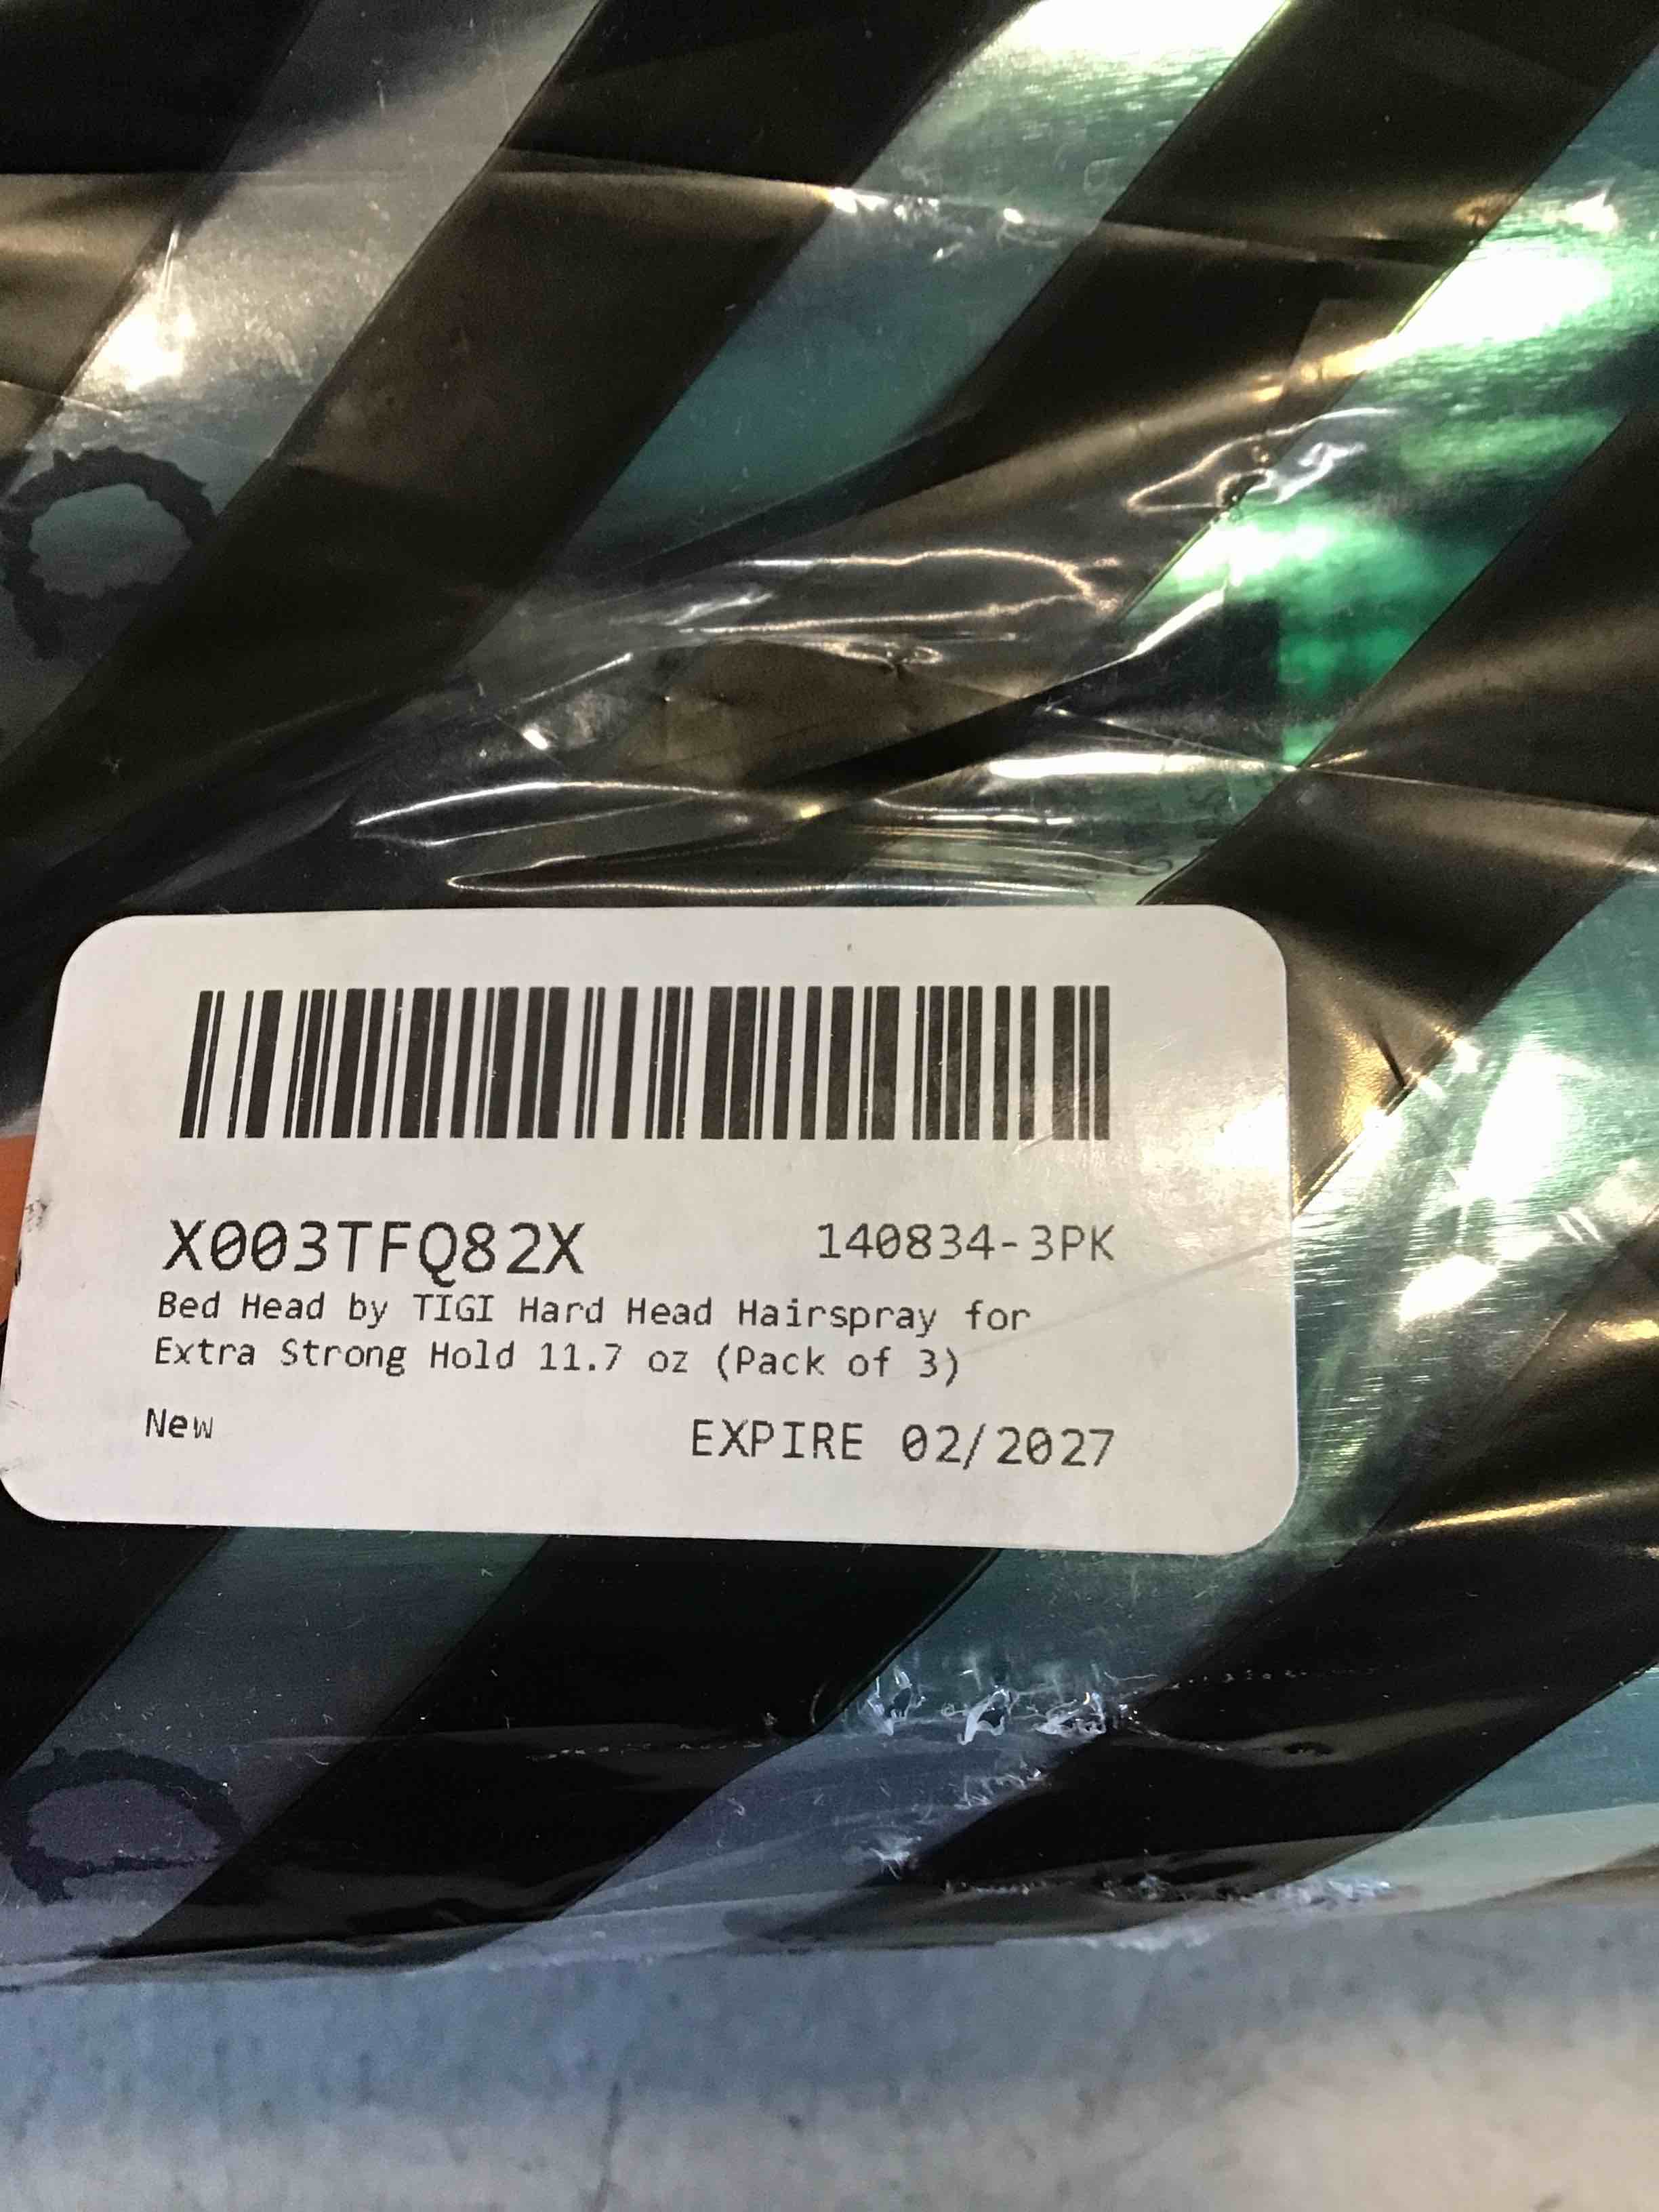 X003TFQ82X 140834-3PK
Bed Head by TIGI Hard Head Hairspray for
Extra Strong Hold 11.7 oz (Pack of 3)
New EXPIRE 02/2027